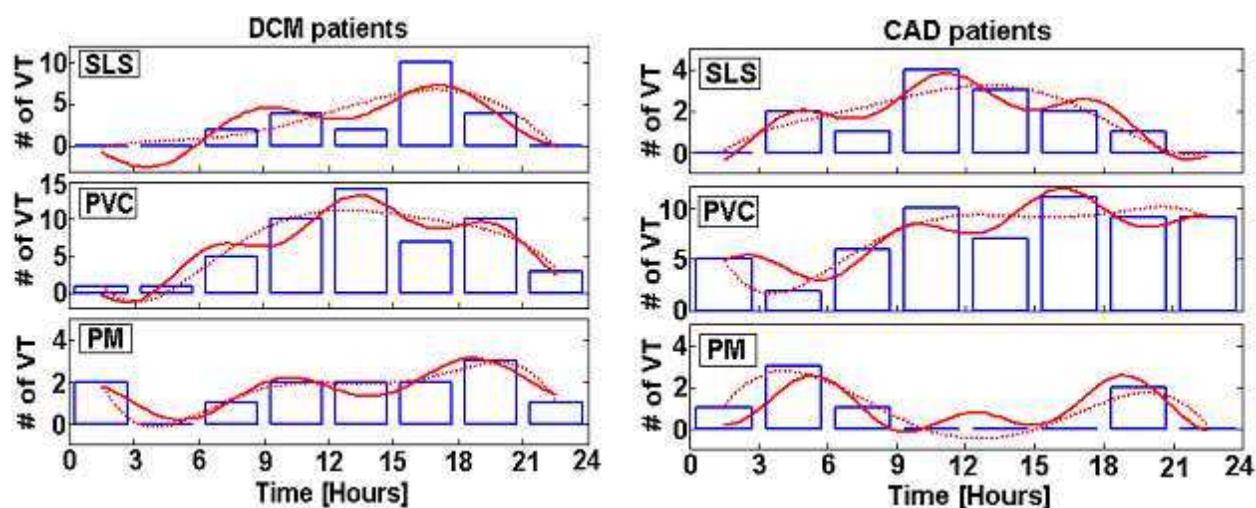 DCM patients
SLS
# of VT
10
5
0
PVC
# of VT
15
10
5
0
PM
# of VT
4
2
0
0 3 6 9 12 15 18 21 24
Time [Hours]
CAD patients
SLS
# of VT
4
2
0
PVC
# of VT
10
5
0
PM
# of VT
4
2
0
0 3 6 9 12 15 18 21 24
Time [Hours]